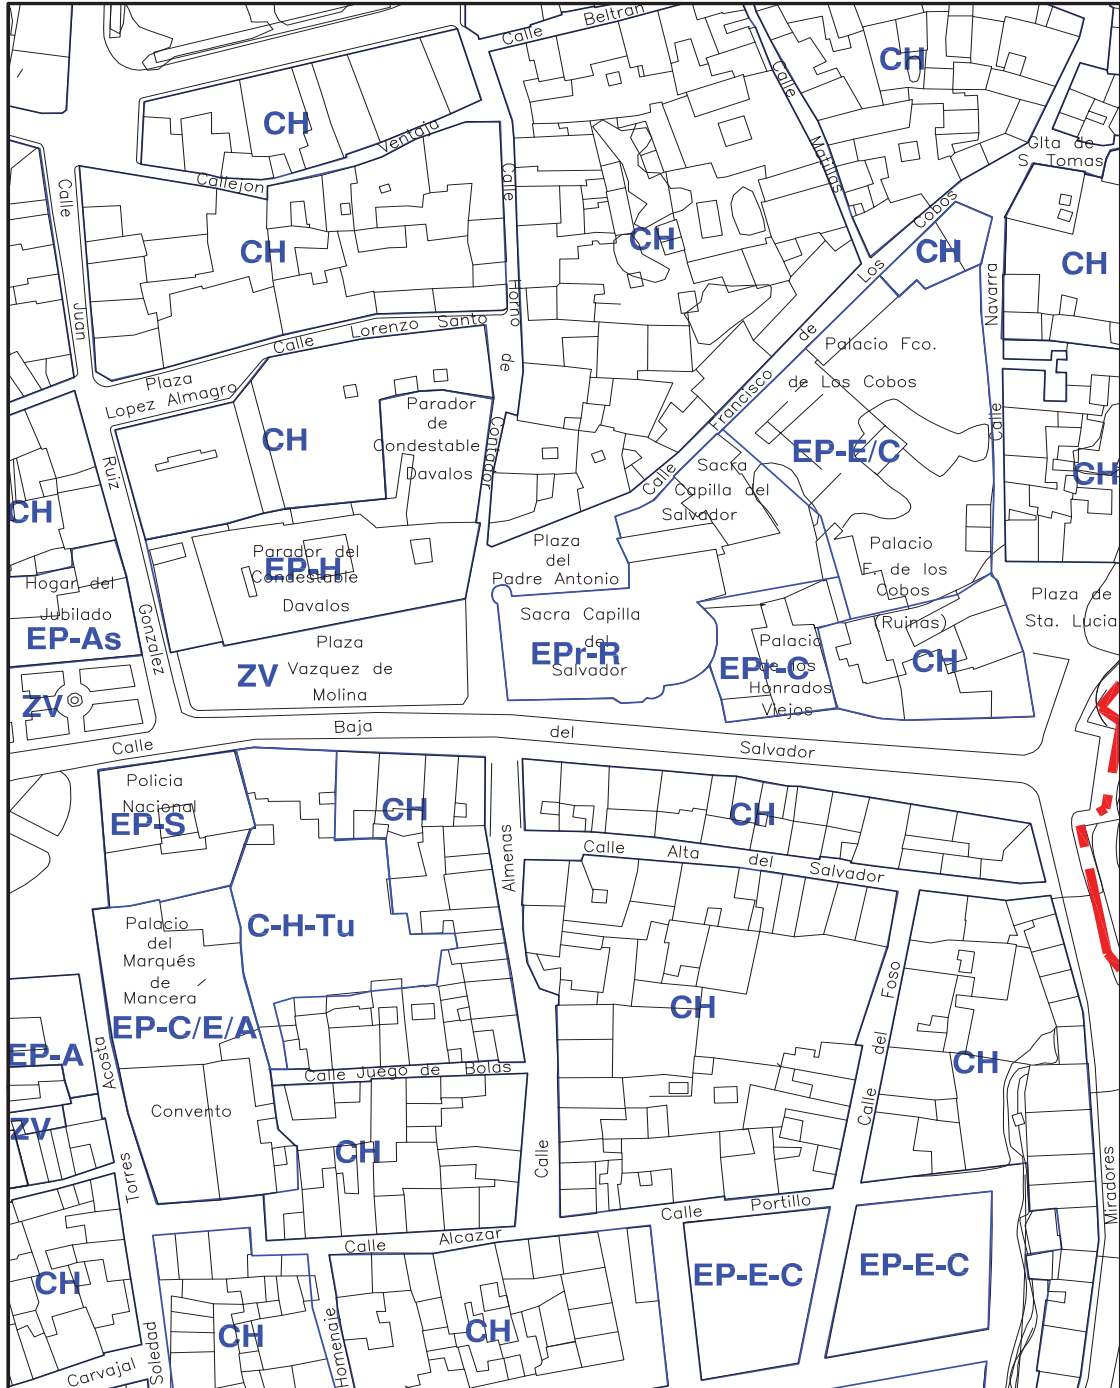 Calle Beltran
CH
CH
Calle Matillas
Glta de
S. Tomas
Callejon Ventaja
Calle Juan Ruiz Gonzalez
CH
CH
Calle Horno de Contador
Calle Francisco de Los Cobos
CH
CH
Calle Navarra
Calle Lorenzo Santo
Plaza
Lopez Almagro
Palacio Fco.
de Los Cobos
EP-E/C
CH
Parador
de
Condestable
Davalos
CH
CH
Sacra
Capilla del
Salvador
Plaza
del
Padre Antonio
Parador del
Condestable
Davalos
EP-H
Palacio
F. de los
Cobos
(Ruinas)
Hogar del
Jubilado
EP-As
Plaza de
Sta. Lucia
Sacra Capilla
del
Salvador
EPr-R
Palacio
de los
Honrados
Viejos
EPr-C
CH
Plaza
Vazquez de
Molina
ZV
ZV
Calle Baja del Salvador
Policia
Nacional
EP-S
CH
CH
Almenas
Calle Alta del Salvador
C-H-Tu
Palacio
del
Marqués
de
Mancera
EP-C/E/A
CH
Calle del Foso
CH
EP-A
Acosta
Calle Juego de Bolas
Convento
ZV
CH
Calle
Torres
Miradores
Calle Portillo
Calle Alcazar
EP-E-C
EP-E-C
CH
CH
CH
Carvajal
Soledad
Homenaje